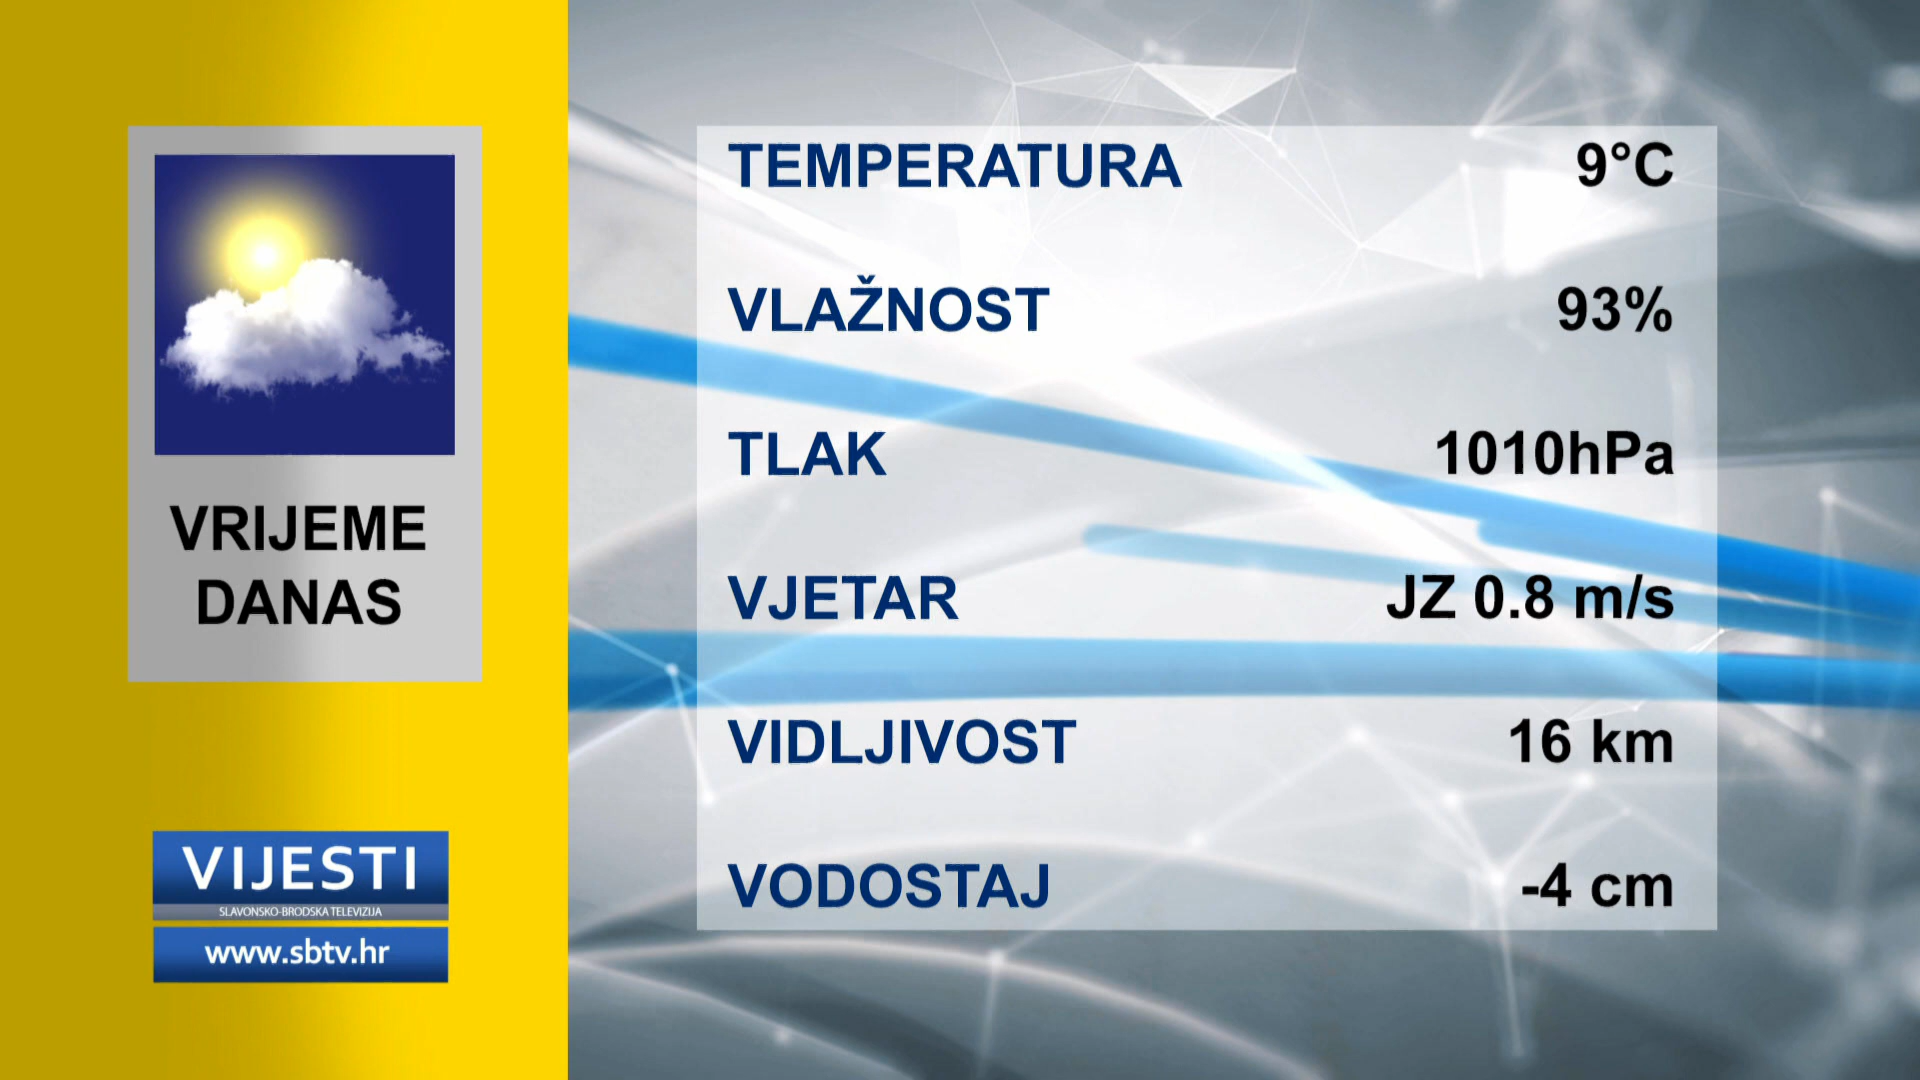 VRIJEME
DANAS
VIJESTI
SLAVONSKO-BRODSKA TELEVIZIJA
www.sbtv.hr
TEMPERATURA 9°C
VLAŽNOST 93%
TLAK 1010hPa
VJETAR JZ 0.8 m/s
VIDLJIVOST 16 km
VODOSTAJ -4 cm